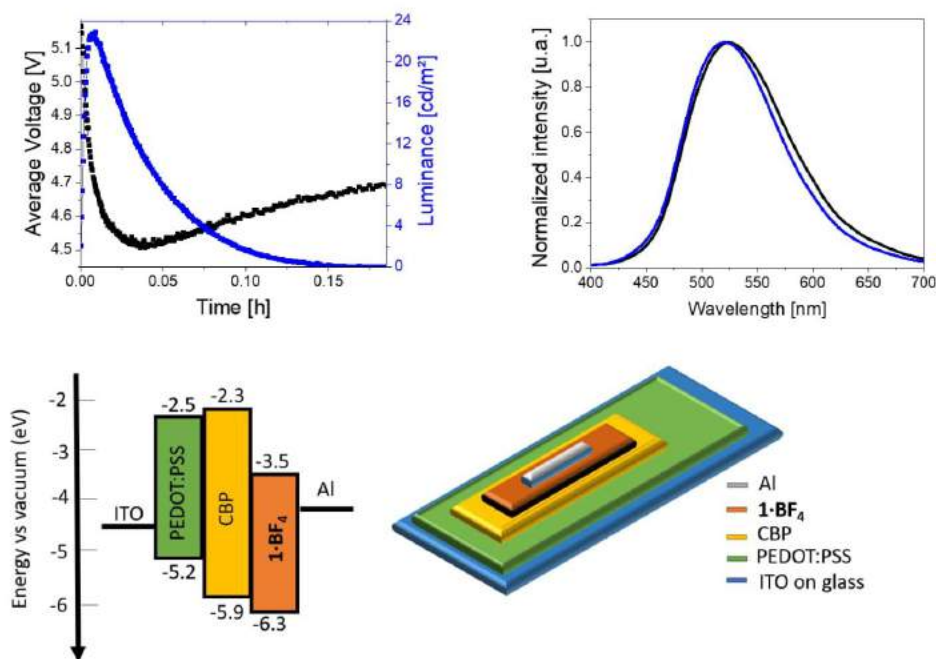 5.1
5.0
4.9
4.8
4.7
4.6
4.5
Average Voltage [V]
0.00
0.05
0.10
0.15
Time [h]
24
20
16
12
8
4
0
Luminance [cd/m²]
1.0
0.8
0.6
0.4
0.2
0.0
Normalized intensity [u.a.]
400
450
500
550
600
650
700
Wavelength [nm]
Energy vs vacuum (eV)
-2
-3
-4
-5
-6
ITO
-2.5
PEDOT:PSS
-5.2
-2.3
CBP
-5.9
-3.5
1·BF₄
-6.3
Al
Al
1·BF₄
CBP
PEDOT:PSS
ITO on glass